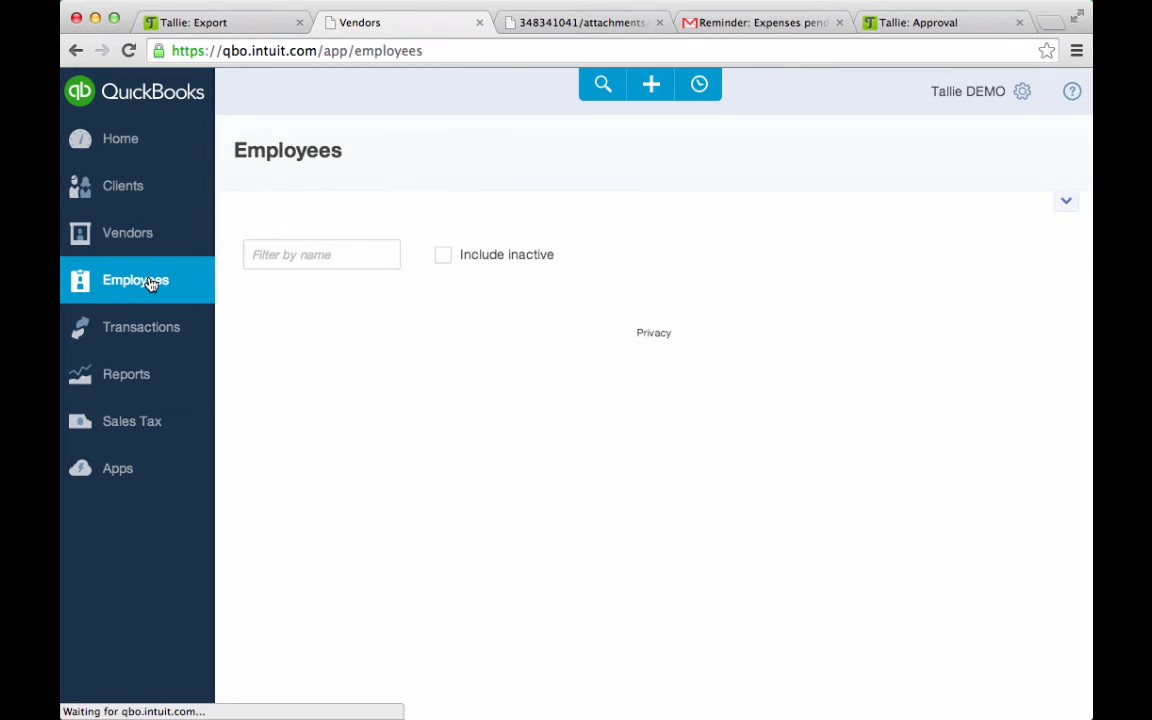 Tallie: Export
Vendors
348341041/attachments/
Reminder: Expenses pend
Tallie: Approval
https://qbo.intuit.com/app/employees
qb QuickBooks
Tallie DEMO
?
Home
Clients
Vendors
Employees
Transactions
Reports
Sales Tax
Apps
Employees
Filter by name
Include inactive
Privacy
Waiting for qbo.intuit.com...